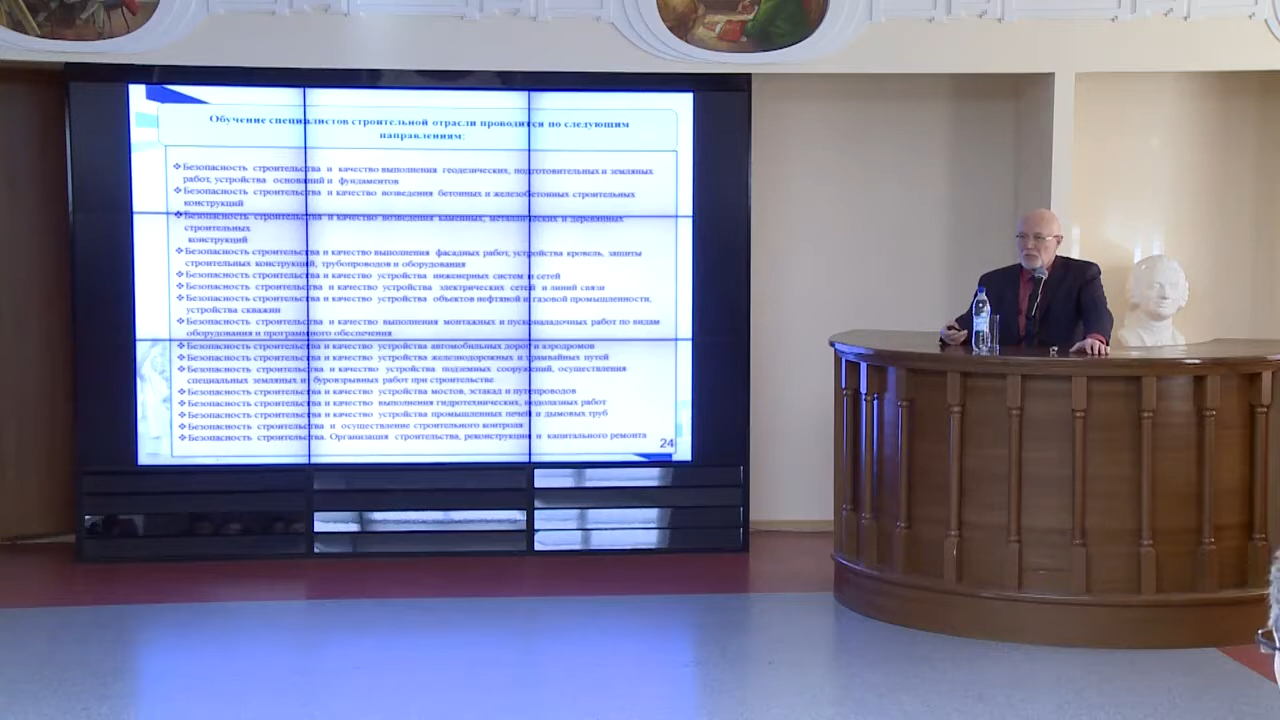 Обучение специалистов строительной отрасли проводится по следующим
направлениям:
❖Безопасность строительства и качество выполнения геодезических, подготовительных и земляных
работ, устройства оснований и фундаментов
❖Безопасность строительства и качество возведения бетонных и железобетонных строительных
конструкций
❖Безопасность строительства и качество возведения каменных, металлических и деревянных
строительных
конструкций
❖Безопасность строительства и качество выполнения фасадных работ, устройства кровель, защиты
строительных конструкций, трубопроводов и оборудования
❖Безопасность строительства и качество устройства инженерных систем и сетей
❖Безопасность строительства и качество устройства электрических сетей и линий связи
❖Безопасность строительства и качество устройства объектов нефтяной и газовой промышленности,
устройства скважин
❖Безопасность строительства и качество выполнения монтажных и пусконаладочных работ по видам
оборудования и программного обеспечения
❖Безопасность строительства и качество устройства автомобильных дорог и аэродромов
❖Безопасность строительства и качество устройства железнодорожных и трамвайных путей
❖Безопасность строительства и качество устройства подземных сооружений, осуществления
специальных земляных и буровзрывных работ при строительстве
❖Безопасность строительства и качество устройства мостов, эстакад и путепроводов
❖Безопасность строительства и качество выполнения гидротехнических, водолазных работ
❖Безопасность строительства и качество устройства промышленных печей и дымовых труб
❖Безопасность строительства и осуществление строительного контроля
❖Безопасность строительства. Организация строительства, реконструкции и капитального ремонта
24